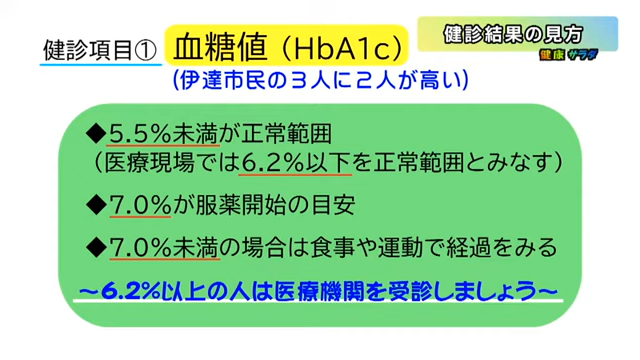 健診結果の見方
健康 サラダ
健診項目① 血糖値(HbA1c)
(伊達市民の3人に2人が高い)
◆5.5%未満が正常範囲
(医療現場では6.2%以下を正常範囲とみなす)
◆7.0%が服薬開始の目安
◆7.0%未満の場合は食事や運動で経過をみる
~6.2%以上の人は医療機関を受診しましょう~